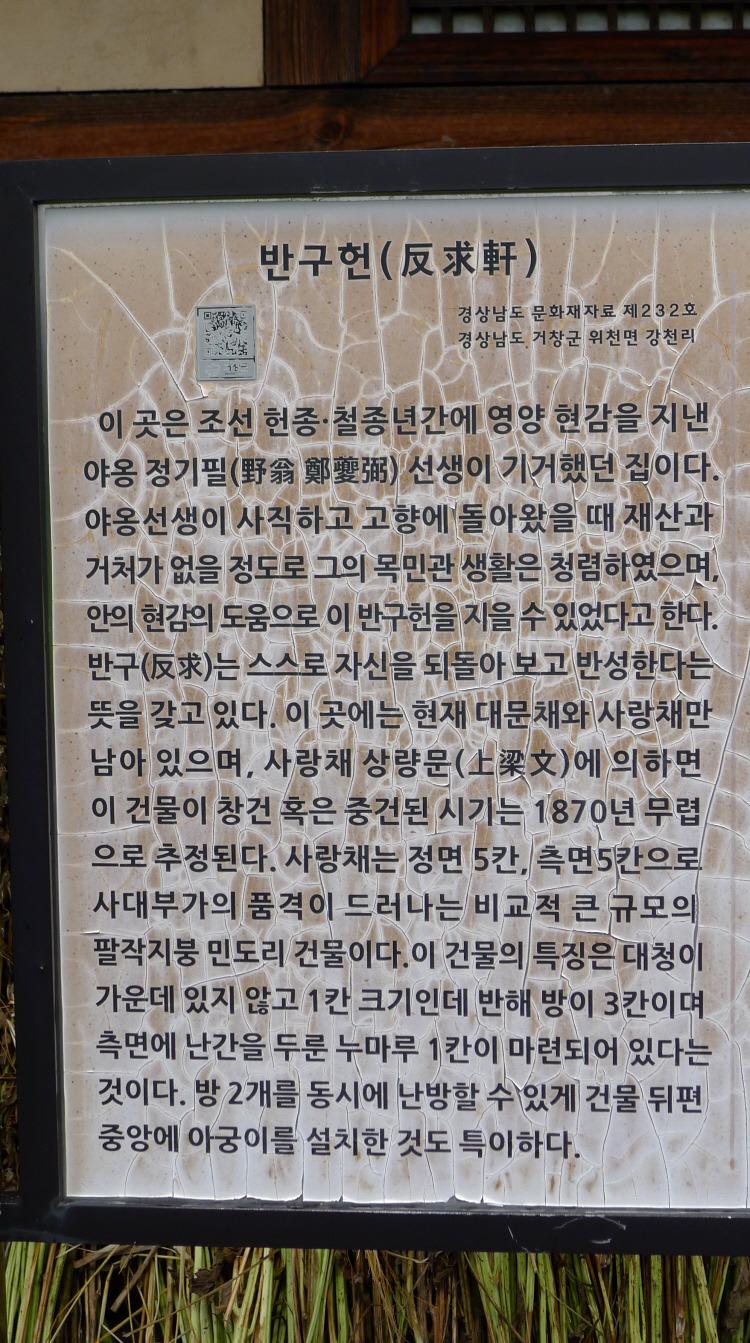 반구헌(反求軒)
경상남도 문화재자료 제232호
경상남도 거창군 위천면 강천리
이 곳은 조선 헌종·철종년간에 영양 현감을 지낸
야옹 정기필(野翁 鄭夔弼) 선생이 기거했던 집이다.
야옹선생이 사직하고 고향에 돌아왔을 때 재산과
거처가 없을 정도로 그의 목민관 생활은 청렴하였으며,
안의 현감의 도움으로 이 반구헌을 지을 수 있었다고 한다.
반구(反求)는 스스로 자신을 되돌아 보고 반성한다는
뜻을 갖고 있다. 이 곳에는 현재 대문채와 사랑채만
남아 있으며, 사랑채 상량문(上梁文)에 의하면
이 건물이 창건 혹은 중건된 시기는 1870년 무렵
으로 추정된다. 사랑채는 정면 5칸, 측면5칸으로
사대부가의 품격이 드러나는 비교적 큰 규모의
팔작지붕 민도리 건물이다.이 건물의 특징은 대청이
가운데 있지 않고 1칸 크기인데 반해 방이 3칸이며
측면에 난간을 두룬 누마루 1칸이 마련되어 있다는
것이다. 방 2개를 동시에 난방할 수 있게 건물 뒤편
중앙에 아궁이를 설치한 것도 특이하다.